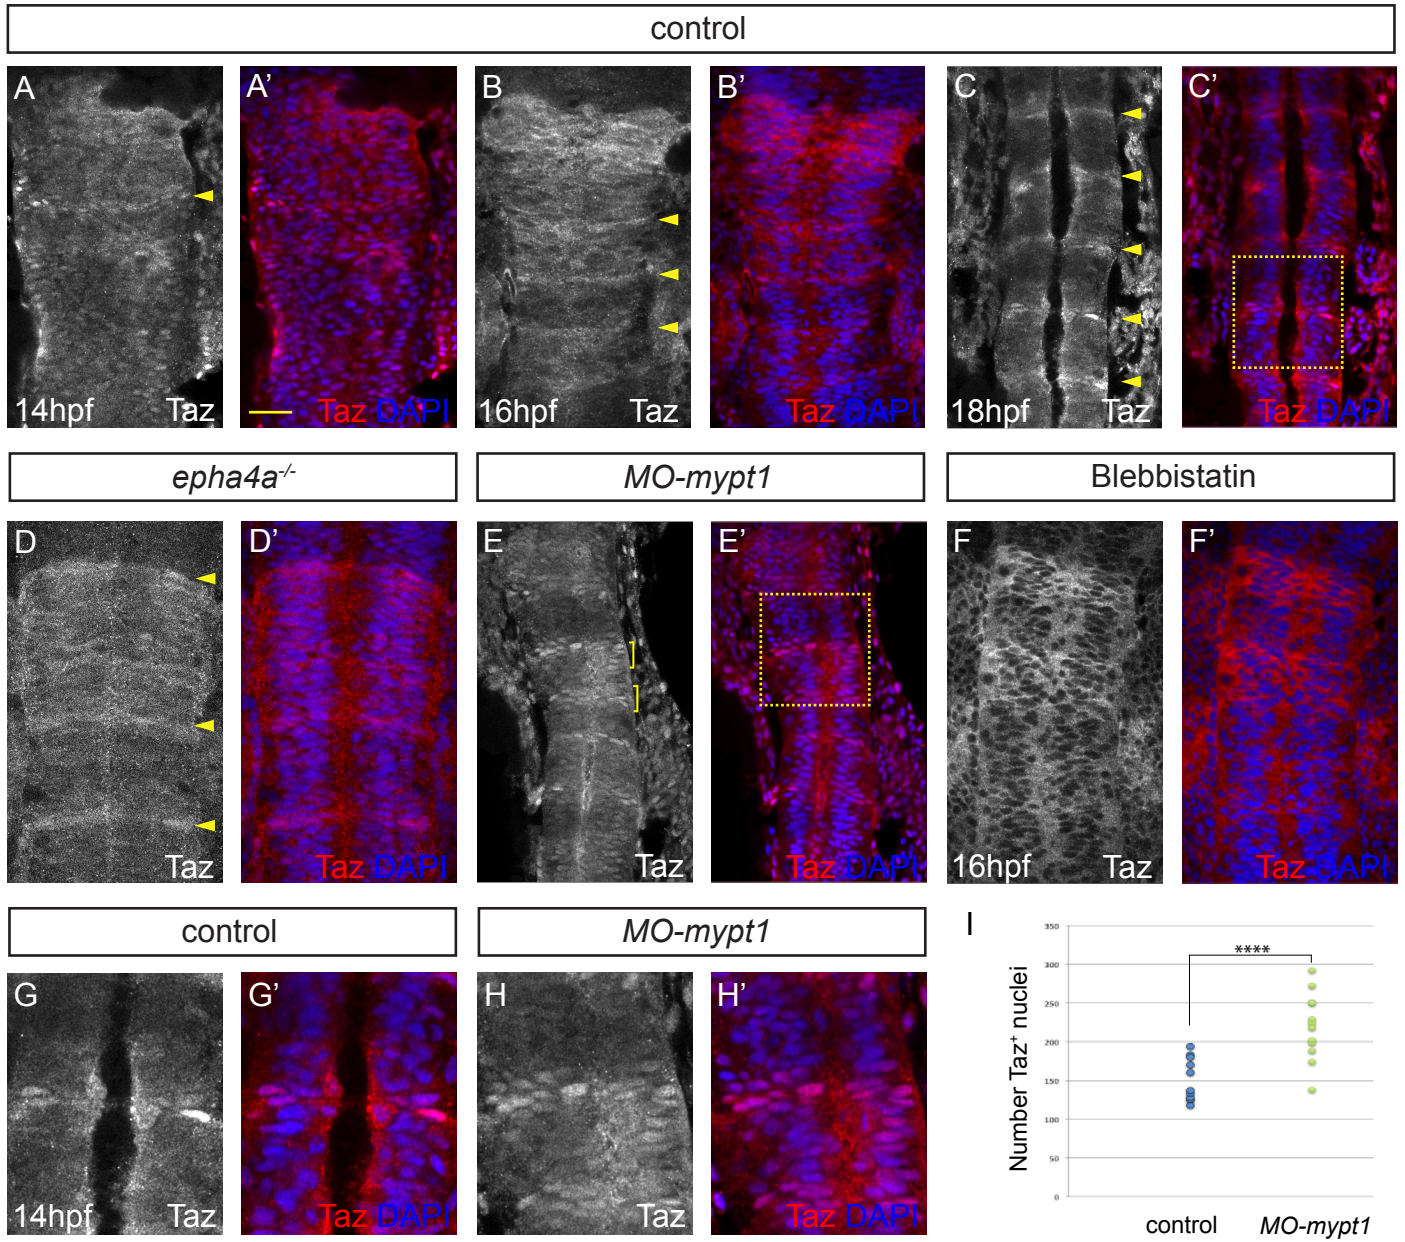 control
A
A'
B
B'
C
C'
14hpf
Taz
Taz DAPI
16hpf
Taz
Taz DAPI
18hpf
Taz
Taz DAPI
epha4a-/-
MO-mypt1
Blebbistatin
D
D'
E
E'
F
F'
Taz
Taz DAPI
Taz
Taz DAPI
16hpf
Taz
Taz DAPI
control
MO-mypt1
I
G
G'
H
H'
14hpf
Taz
Taz DAPI
Taz
Taz DAPI
****
Number Taz+ nuclei
350
300
250
200
150
100
50
0
control
MO-mypt1